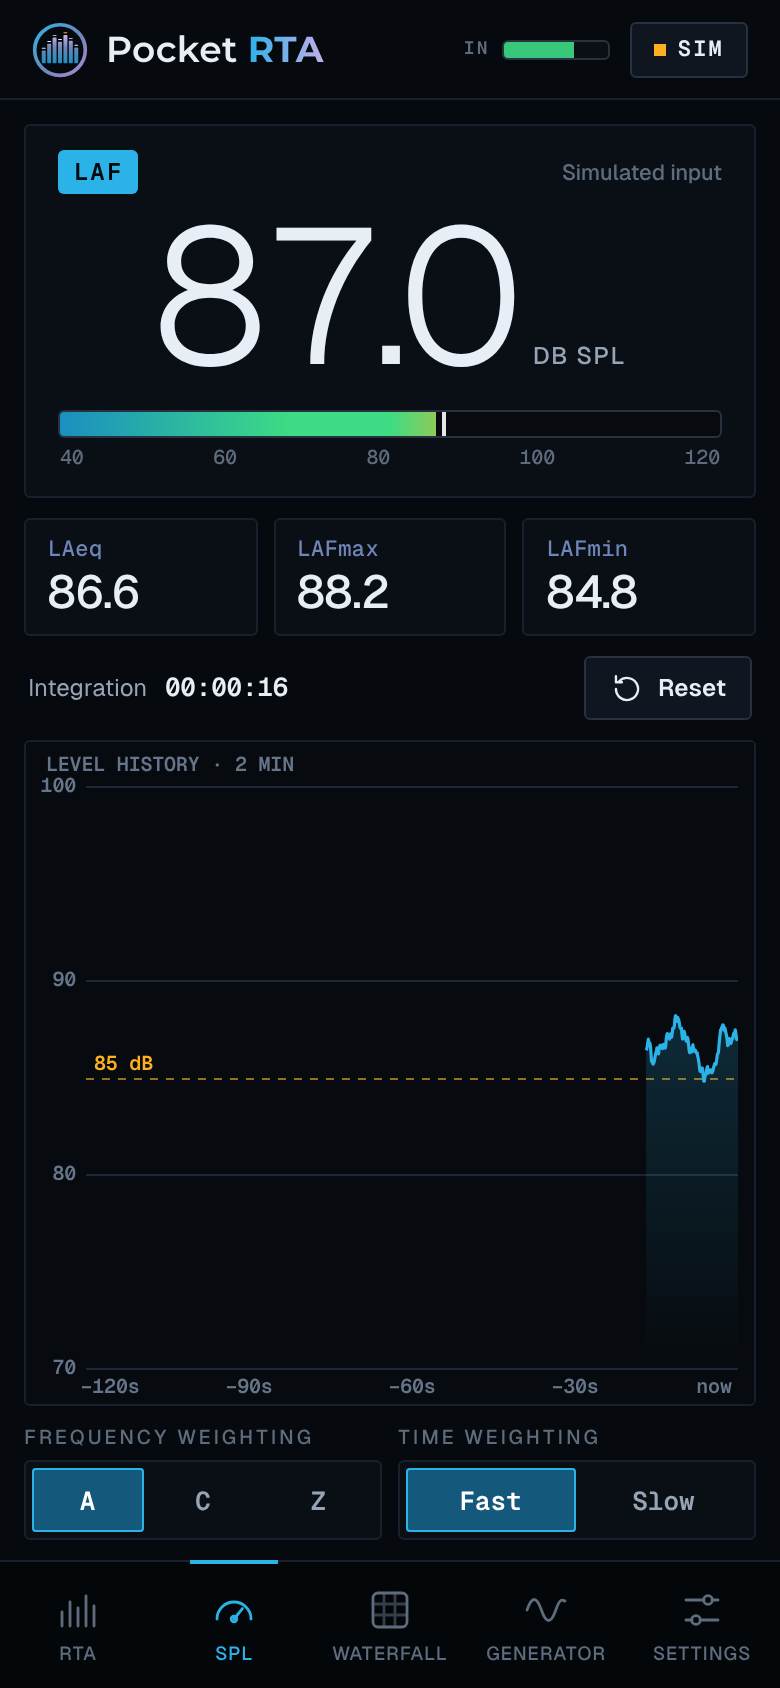 Pocket RTA
IN
SIM
LAF
Simulated input
87.0 DB SPL
40 60 80 100 120
LAeq
86.6
LAFmax
88.2
LAFmin
84.8
Integration 00:00:16
Reset
LEVEL HISTORY · 2 MIN
100
90
85 dB
80
70
−120s −90s −60s −30s now
FREQUENCY WEIGHTING
A C Z
TIME WEIGHTING
Fast Slow
RTA
SPL
WATERFALL
GENERATOR
SETTINGS